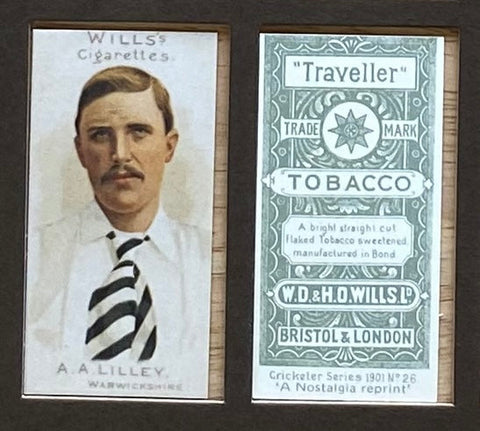 WILLS's
Cigarettes.
A.A.LILLEY.
WARWICKSHIRE
"Traveller"
TRADE MARK
TOBACCO
A bright straight cut
flaked Tobacco sweetened
manufactured in Bond
W.D.&H.O.WILLS.LD
BRISTOL & LONDON
Cricketer Series 1901 No 26
'A Nostalgia reprint'